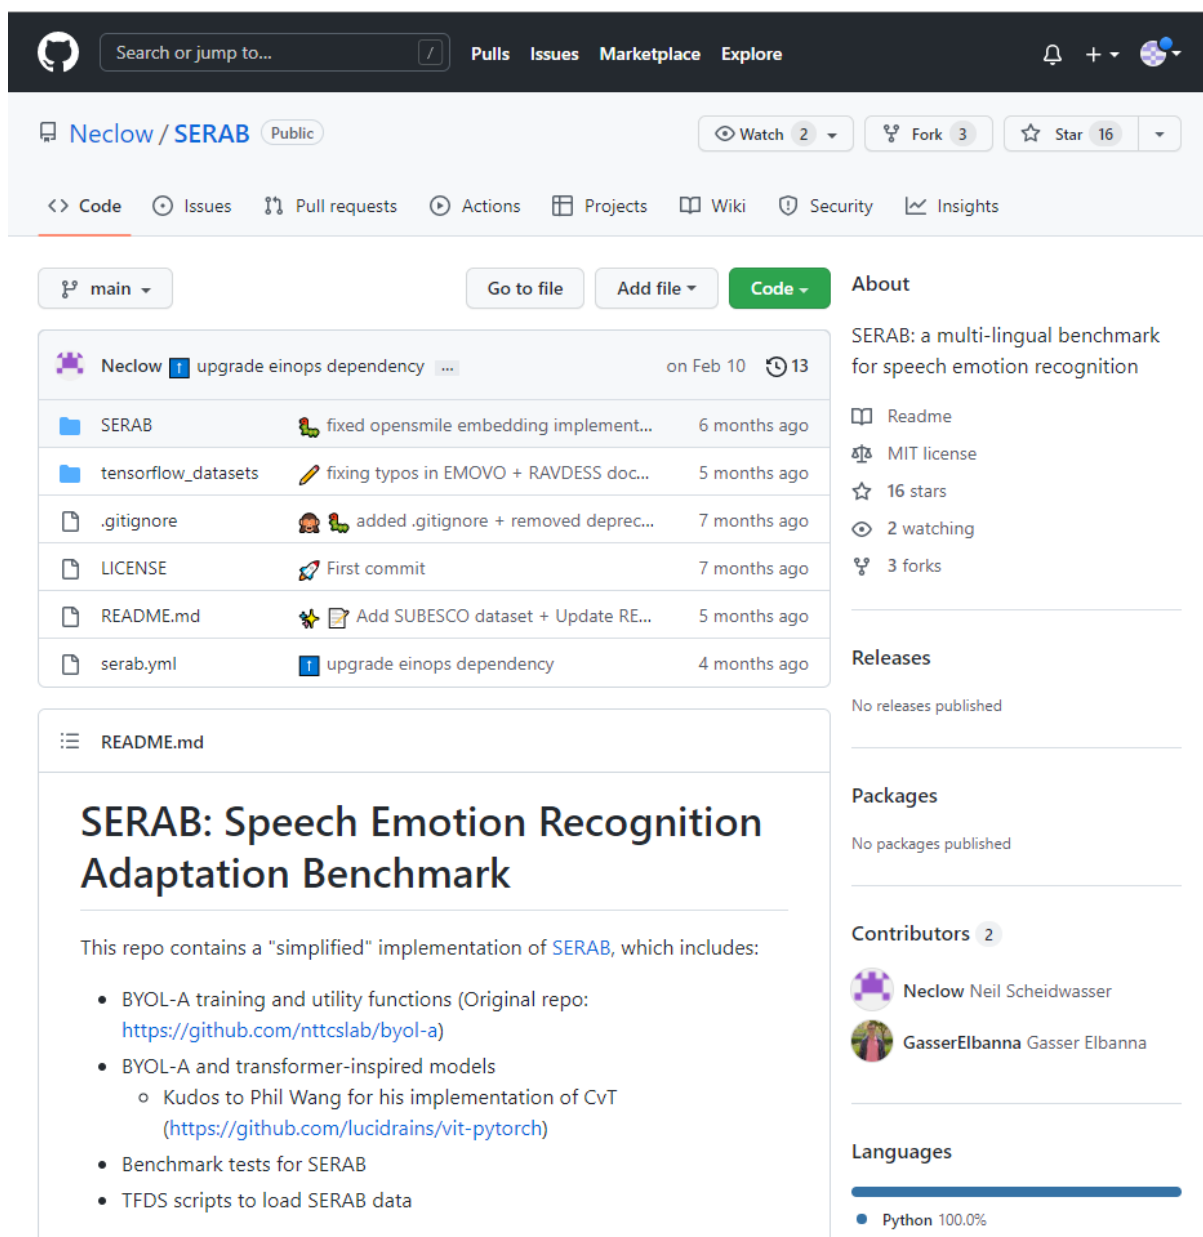 Search or jump to... /
Pulls Issues Marketplace Explore
Neclow / SERAB Public
Watch 2 Fork 3 Star 16
<> Code Issues Pull requests Actions Projects Wiki Security Insights
main Go to file Add file Code
Neclow upgrade einops dependency ... on Feb 10 13
SERAB fixed opensmile embedding implement... 6 months ago
tensorflow_datasets fixing typos in EMOVO + RAVDESS doc... 5 months ago
.gitignore added .gitignore + removed deprec... 7 months ago
LICENSE First commit 7 months ago
README.md Add SUBESCO dataset + Update RE... 5 months ago
serab.yml upgrade einops dependency 4 months ago
README.md
SERAB: Speech Emotion Recognition
Adaptation Benchmark
This repo contains a "simplified" implementation of SERAB, which includes:
• BYOL-A training and utility functions (Original repo:
https://github.com/nttcslab/byol-a)
• BYOL-A and transformer-inspired models
○ Kudos to Phil Wang for his implementation of CvT
(https://github.com/lucidrains/vit-pytorch)
• Benchmark tests for SERAB
• TFDS scripts to load SERAB data
About
SERAB: a multi-lingual benchmark
for speech emotion recognition
Readme
MIT license
16 stars
2 watching
3 forks
Releases
No releases published
Packages
No packages published
Contributors 2
Neclow Neil Scheidwasser
GasserElbanna Gasser Elbanna
Languages
Python 100.0%